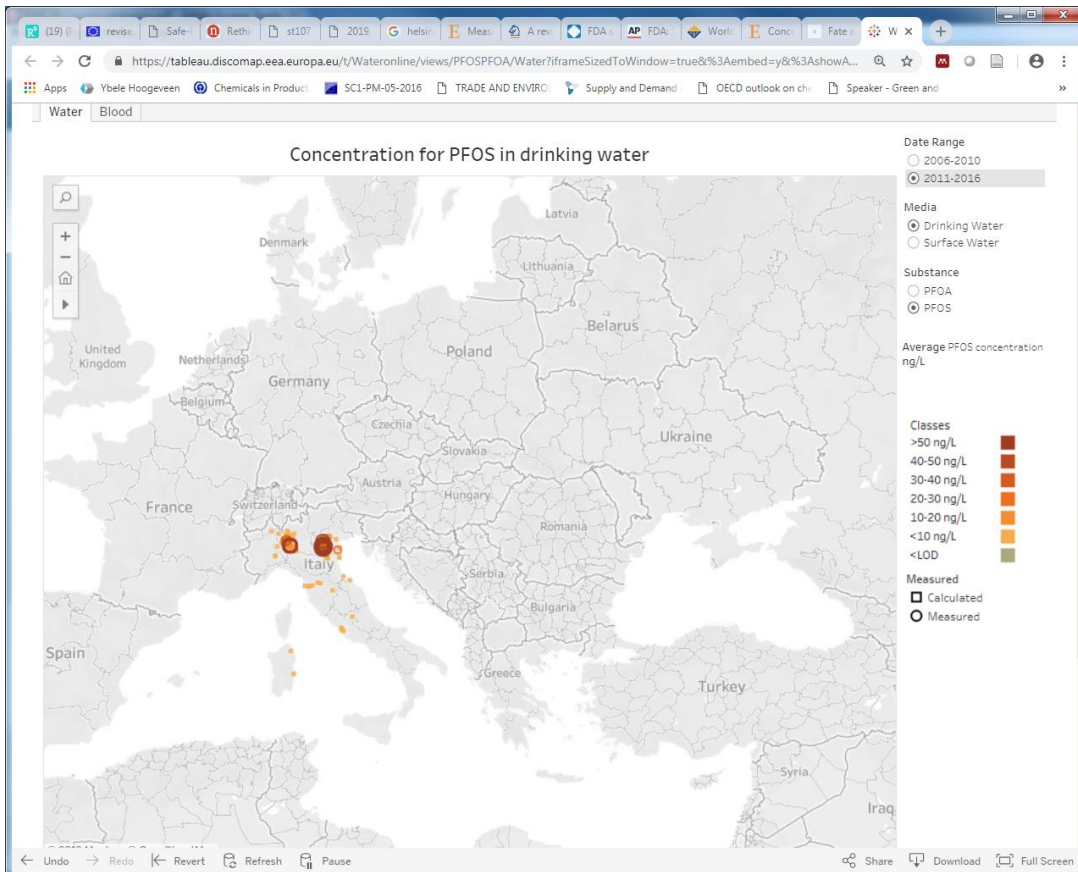 (19) (F
revise
Safe-l
Rethir
st107
2019,
helsin
Meas
A rev
FDA s
AP FDA:
World
Conce
Fate a
W
https://tableau.discomap.eea.europa.eu/t/Wateronline/views/PFOSPFOA/Water?iframeSizedToWindow=true&%3Aembed=y&%3AshowA...
Apps
Ybele Hoogeveen
Chemicals in Product
SC1-PM-05-2016
TRADE AND ENVIRO
Supply and Demand
OECD outlook on che
Speaker - Green and
Water
Blood
Concentration for PFOS in drinking water
Date Range
2006-2010
2011-2016
Media
Drinking Water
Surface Water
Substance
PFOA
PFOS
Average PFOS concentration
ng/L
Classes
>50 ng/L
40-50 ng/L
30-40 ng/L
20-30 ng/L
10-20 ng/L
<10 ng/L
<LOD
Measured
Calculated
Measured
Latvia
Denmark
Lithuania
Belarus
United
Kingdom
Netherlands
Poland
Germany
Belgium
Czechia
Ukraine
Slovakia
Austria
Hungary
France
Switzerland
Romania
Italy
Serbia
Bulgaria
Spain
Greece
Turkey
Syria
Iraq
Undo
Redo
Revert
Refresh
Pause
Share
Download
Full Screen